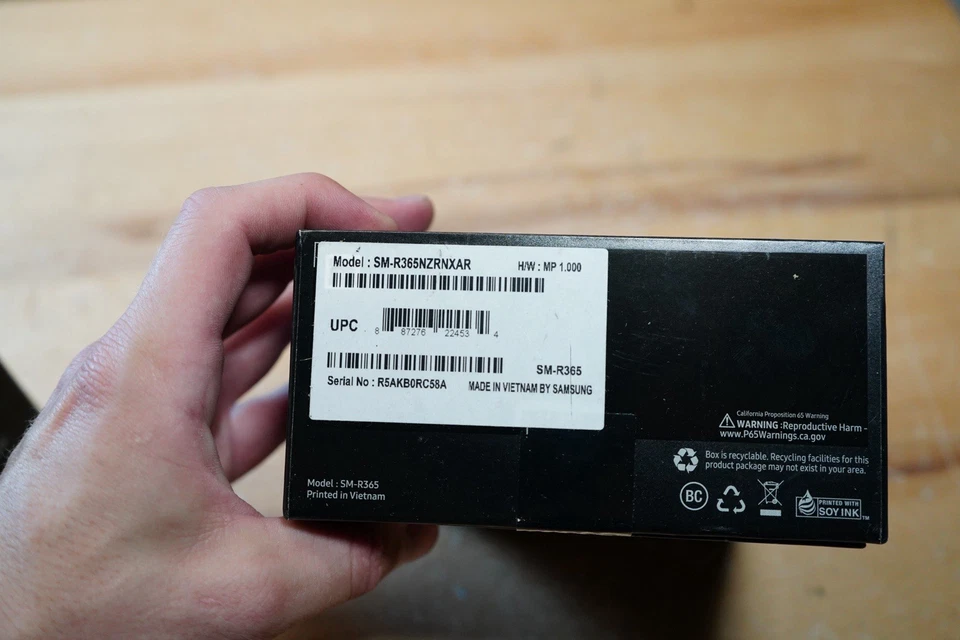 Model : SM-R365NZRNXAR H/W : MP 1.000
UPC 8 87276 22453 4
SM-R365
Serial No : R5AKB0RC58A MADE IN VIETNAM BY SAMSUNG
California Proposition 65 Warning
WARNING : Reproductive Harm -
www.P65Warnings.ca.gov
Box is recyclable. Recycling facilities for this
product package may not exist in your area.
Model : SM-R365
Printed in Vietnam
BC
PRINTED WITH
SOY INK™